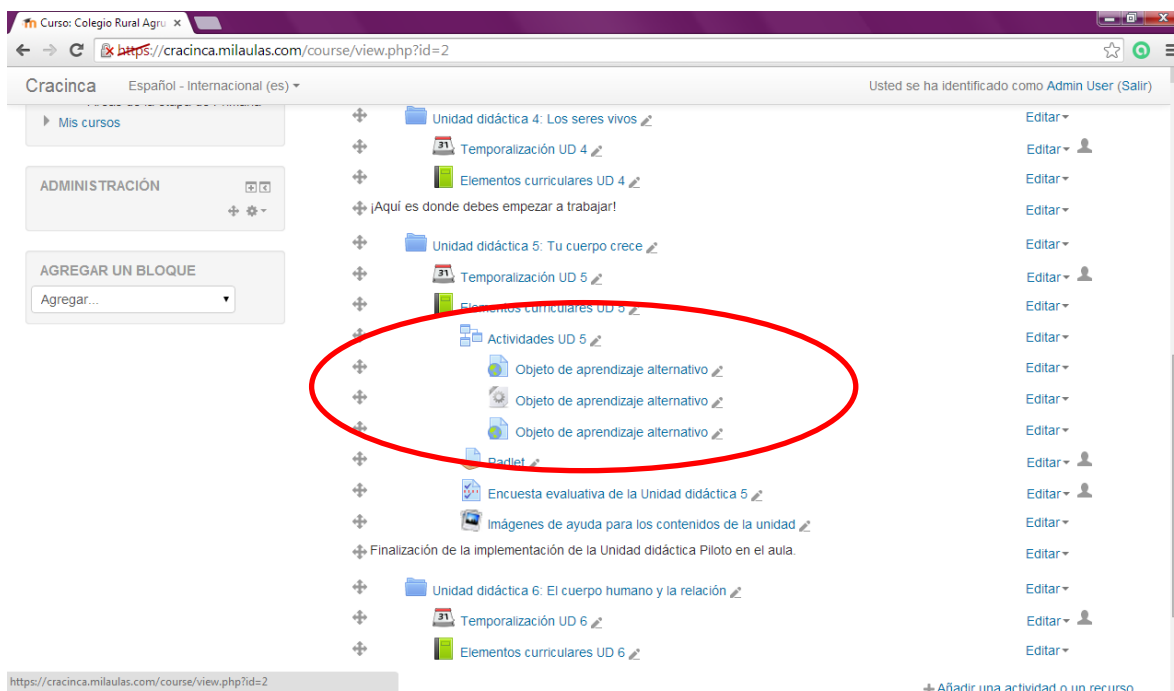 Curso: Colegio Rural Agru
https://cracinca.milaulas.com/course/view.php?id=2
Cracinca Español - Internacional (es) Usted se ha identificado como Admin User (Salir)
Mis cursos
ADMINISTRACIÓN
AGREGAR UN BLOQUE
Agregar...
Unidad didáctica 4: Los seres vivos Editar
Temporalización UD 4 Editar
Elementos curriculares UD 4 Editar
¡Aquí es donde debes empezar a trabajar! Editar
Unidad didáctica 5: Tu cuerpo crece Editar
Temporalización UD 5 Editar
Elementos curriculares UD 5 Editar
Actividades UD 5 Editar
Objeto de aprendizaje alternativo Editar
Objeto de aprendizaje alternativo Editar
Objeto de aprendizaje alternativo Editar
Padlet Editar
Encuesta evaluativa de la Unidad didáctica 5 Editar
Imágenes de ayuda para los contenidos de la unidad Editar
Finalización de la implementación de la Unidad didáctica Piloto en el aula. Editar
Unidad didáctica 6: El cuerpo humano y la relación Editar
Temporalización UD 6 Editar
Elementos curriculares UD 6 Editar
Añadir una actividad o un recurso
https://cracinca.milaulas.com/course/view.php?id=2